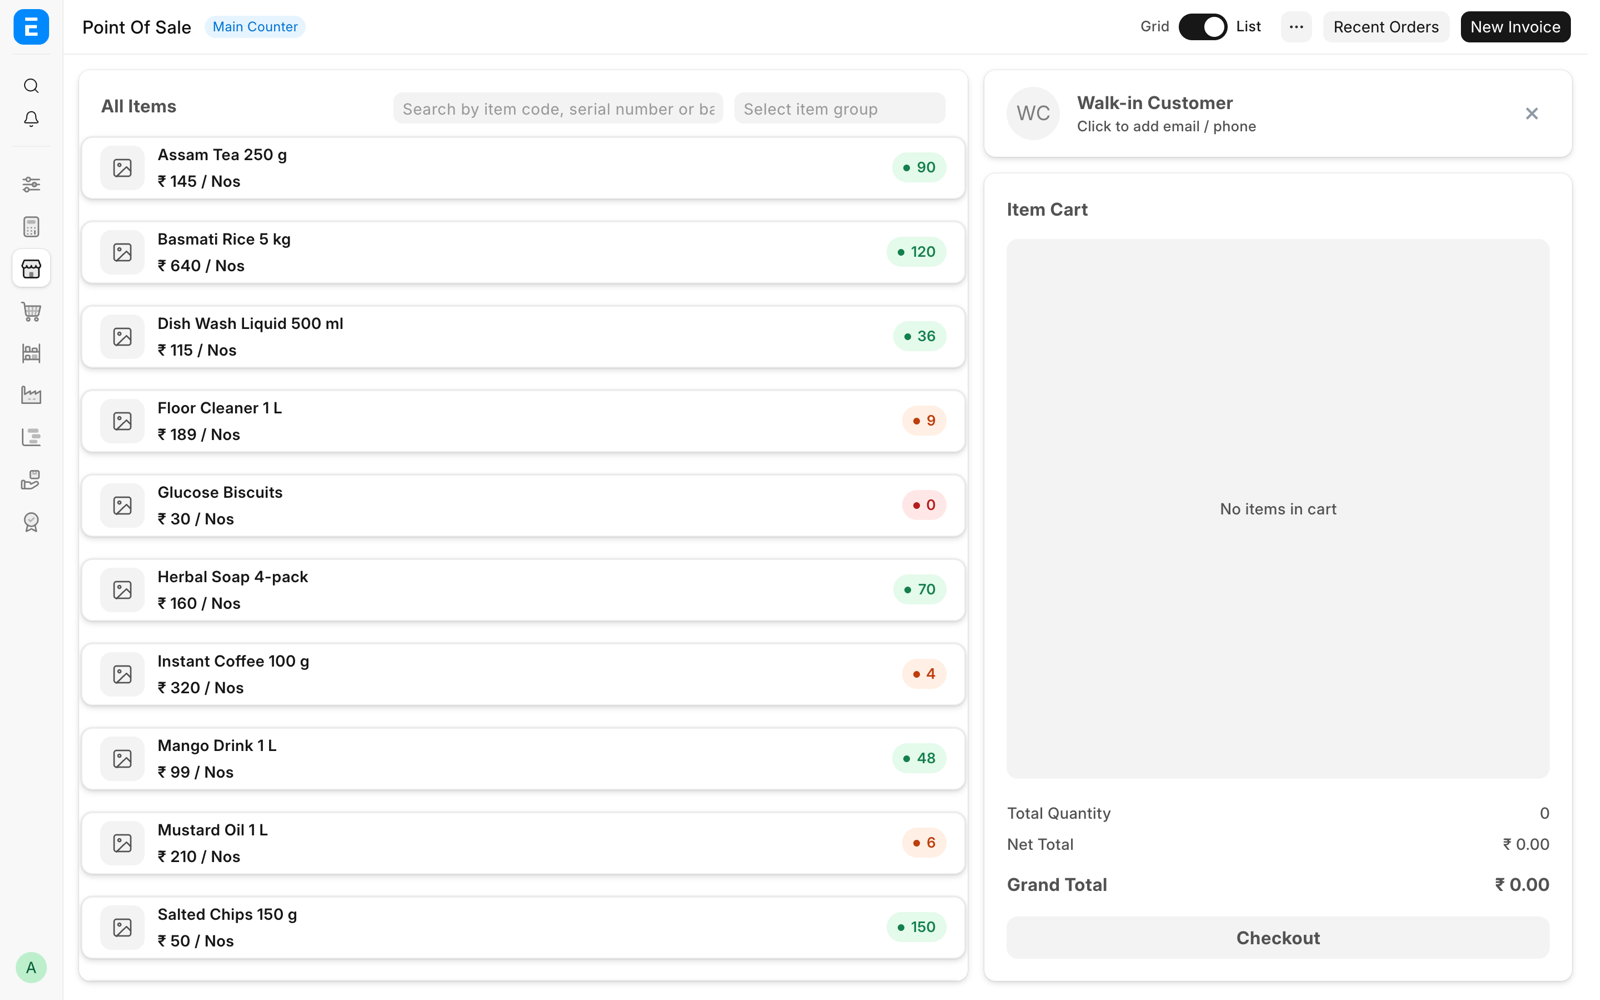 E
Point Of Sale
Main Counter
Grid
List
Recent Orders
New Invoice
All Items
Search by item code, serial number or ba
Select item group
Assam Tea 250 g
₹ 145 / Nos
90
Basmati Rice 5 kg
₹ 640 / Nos
120
Dish Wash Liquid 500 ml
₹ 115 / Nos
36
Floor Cleaner 1 L
₹ 189 / Nos
9
Glucose Biscuits
₹ 30 / Nos
0
Herbal Soap 4-pack
₹ 160 / Nos
70
Instant Coffee 100 g
₹ 320 / Nos
4
Mango Drink 1 L
₹ 99 / Nos
48
Mustard Oil 1 L
₹ 210 / Nos
6
Salted Chips 150 g
₹ 50 / Nos
150
WC
Walk-in Customer
Click to add email / phone
Item Cart
No items in cart
Total Quantity 0
Net Total ₹ 0.00
Grand Total ₹ 0.00
Checkout
A